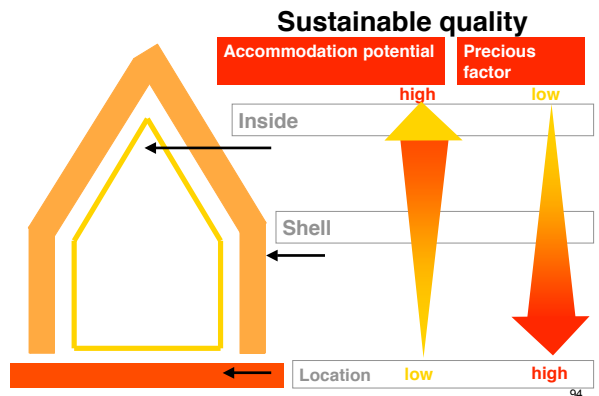 Sustainable quality
Accommodation potential
Precious
factor
high
low
Inside
Shell
Location
low
high
94